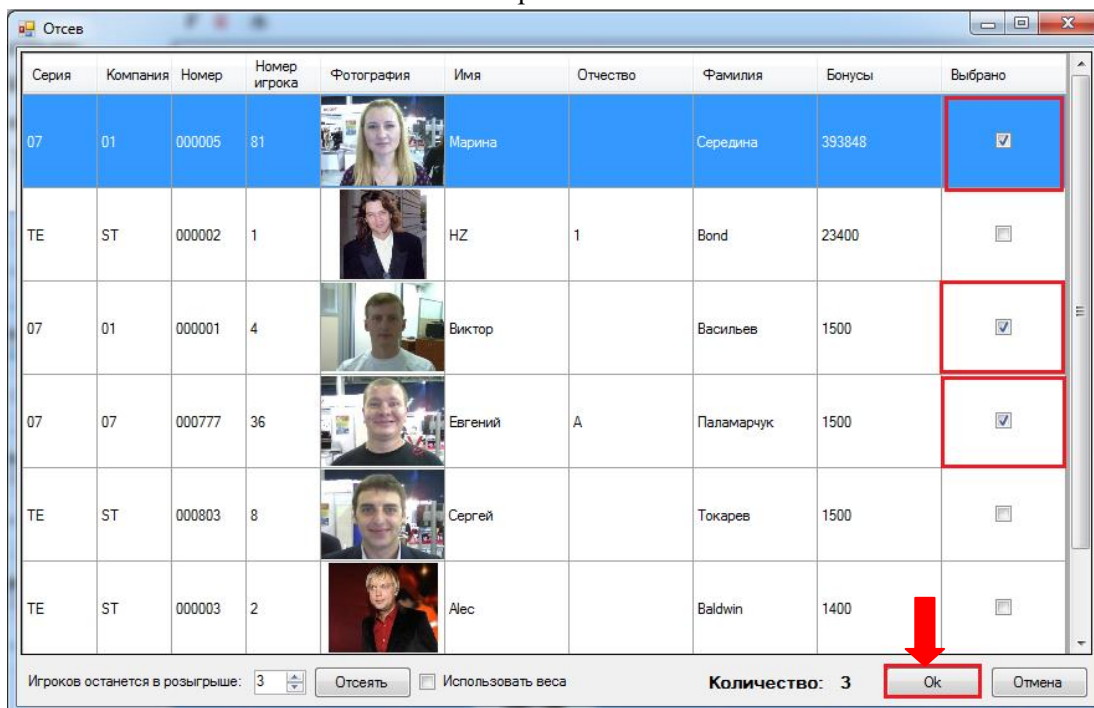 Отсев
Серия Компания Номер Номер игрока Фотография Имя Отчество Фамилия Бонусы Выбрано
07 01 000005 81 Марина Середина 393848
TE ST 000002 1 HZ 1 Bond 23400
07 01 000001 4 Виктор Васильев 1500
07 07 000777 36 Евгений А Паламарчук 1500
TE ST 000803 8 Сергей Токарев 1500
TE ST 000003 2 Alec Baldwin 1400
Игроков останется в розыгрыше: 3 Отсеять Использовать веса Количество: 3 Ok Отмена